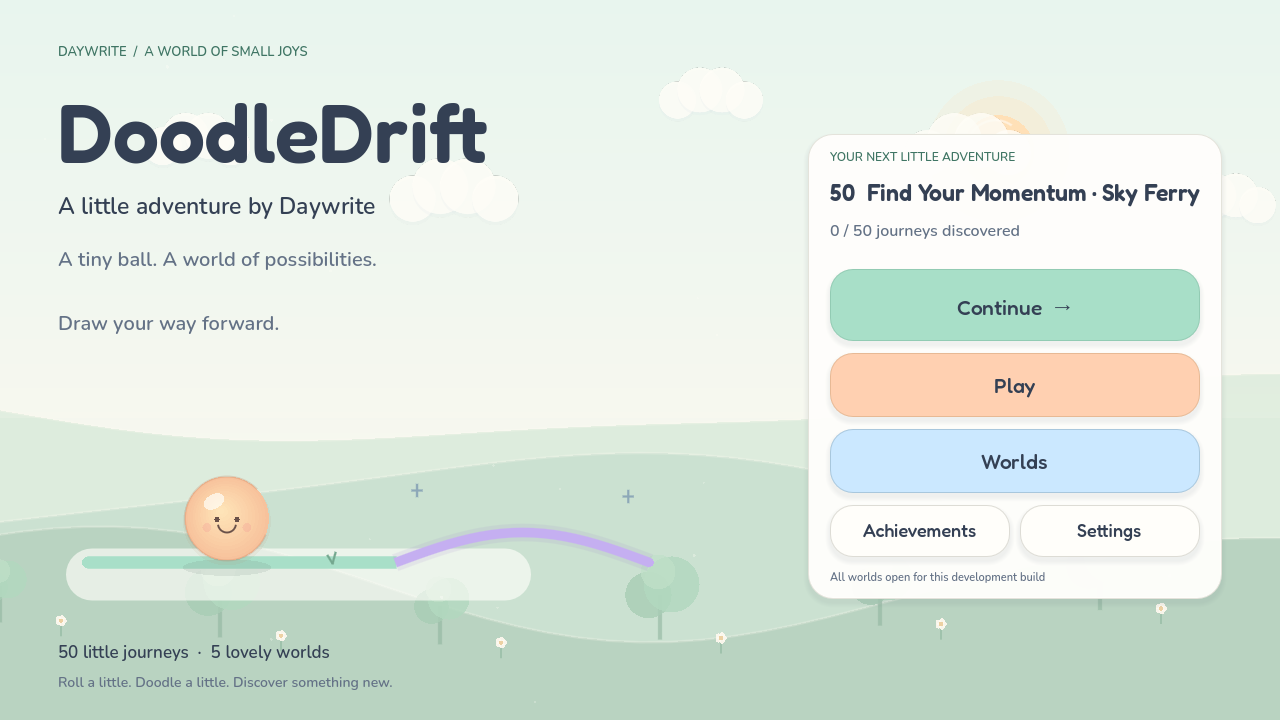 DAYWRITE / A WORLD OF SMALL JOYS
DoodleDrift
A little adventure by Daywrite
A tiny ball. A world of possibilities.
Draw your way forward.
50 little journeys · 5 lovely worlds
Roll a little. Doodle a little. Discover something new.
YOUR NEXT LITTLE ADVENTURE
50 Find Your Momentum · Sky Ferry
0 / 50 journeys discovered
Continue →
Play
Worlds
Achievements
Settings
All worlds open for this development build